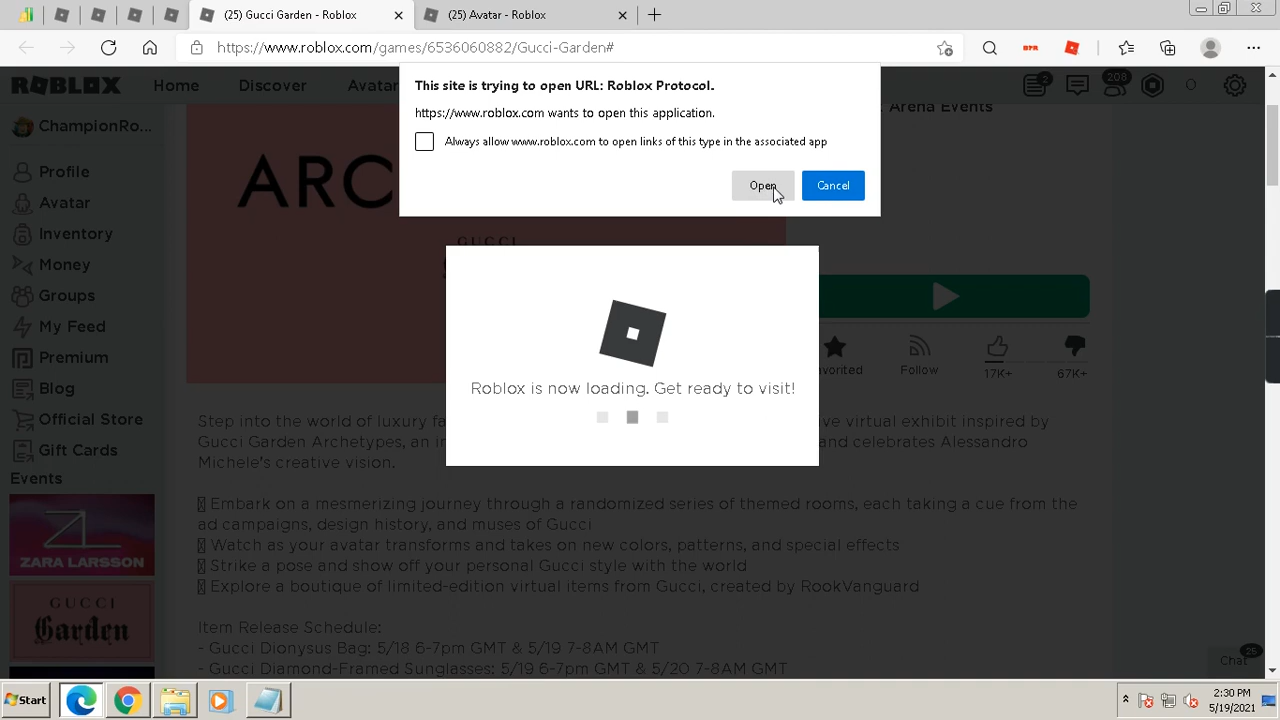 (25) Gucci Garden - Roblox
(25) Avatar - Roblox
https://www.roblox.com/games/6536060882/Gucci-Garden#
This site is trying to open URL: Roblox Protocol.
https://www.roblox.com wants to open this application.
Always allow www.roblox.com to open links of this type in the associated app
Open
Cancel
ROBLOX
Home
Discover
Avata
Arena Events
2
208
ChampionRo...
Profile
Avatar
Inventory
Money
Groups
My Feed
Premium
Blog
Official Store
Gift Cards
Events
ZARA LARSSON
GUCCI
Garden
ARC
GUCCI
Roblox is now loading. Get ready to visit!
avorited
Follow
17K+
67K+
Step into the world of luxury fa
ive virtual exhibit inspired by
Gucci Garden Archetypes, an in
and celebrates Alessandro
Michele's creative vision.
Embark on a mesmerizing journey through a randomized series of themed rooms, each taking a cue from the
ad campaigns, design history, and muses of Gucci
Watch as your avatar transforms and takes on new colors, patterns, and special effects
Strike a pose and show off your personal Gucci style with the world
Explore a boutique of limited-edition virtual items from Gucci, created by RookVanguard
Item Release Schedule:
- Gucci Dionysus Bag: 5/18 6-7pm GMT & 5/19 7-8AM GMT
- Gucci Diamond-Framed Sunglasses: 5/19 6-7pm GMT & 5/20 7-8AM GMT
Chat
25
Start
2:30 PM
5/19/2021